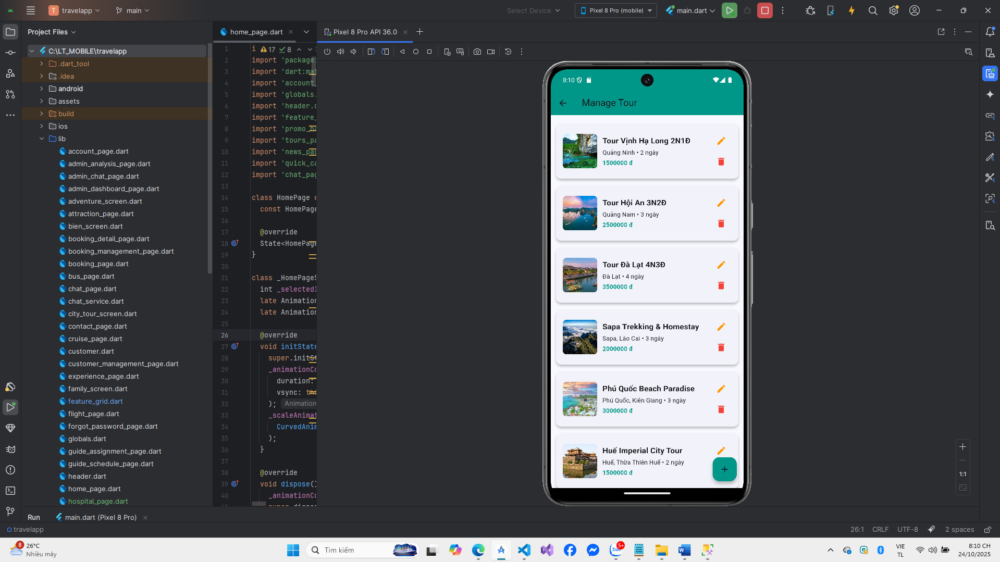 T travelapp
main
Select Device
Pixel 8 Pro (mobile)
main.dart
Project Files
home_page.dart
Pixel 8 Pro API 36.0
C:\LT_MOBILE\travelapp
.dart_tool
.idea
android
assets
build
ios
lib
account_page.dart
admin_analysis_page.dart
admin_chat_page.dart
admin_dashboard_page.dart
adventure_screen.dart
attraction_page.dart
bien_screen.dart
booking_detail_page.dart
booking_management_page.dart
booking_page.dart
bus_page.dart
chat_page.dart
chat_service.dart
city_tour_screen.dart
contact_page.dart
cruise_page.dart
customer.dart
customer_management_page.dart
experience_page.dart
family_screen.dart
feature_grid.dart
flight_page.dart
forgot_password_page.dart
globals.dart
guide_assignment_page.dart
guide_schedule_page.dart
header.dart
home_page.dart
hospital_page.dart
1 i 17 8
2 import 'package:
3 import 'dart:mat
4 import 'account_
5 import 'globals.
6 import 'header.d
7 import 'feature_
8 import 'promo_ba
9 import 'tours_pa
10 import 'news_pag
11 import 'quick_ca
12 import 'chat_pag
13
14 class HomePage e
15 const HomePage
16
17 @override
18 State<HomePage
19 }
20
21 class _HomePageS
22 int _selectedI
23 late Animation
24 late Animation
25
26 @override
27 void initState
28 super.initSt
29 _animationCo
30 duration:
31 vsync: thi
32 ); Animation
33 _scaleAnimat
34 CurvedAnim
35 );
36 }
37
38 @override
39 void dispose()
40 _animationCo
8:10
Manage Tour
Tour Vịnh Hạ Long 2N1Đ
Quảng Ninh • 2 ngày
1500000 đ
Tour Hội An 3N2Đ
Quảng Nam • 3 ngày
2500000 đ
Tour Đà Lạt 4N3Đ
Đà Lạt • 4 ngày
3500000 đ
Sapa Trekking & Homestay
Sapa, Lào Cai • 3 ngày
2000000 đ
Phú Quốc Beach Paradise
Phú Quốc, Kiên Giang • 3 ngày
3000000 đ
Huế Imperial City Tour
Huế, Thừa Thiên Huế • 2 ngày
1500000 đ
1:1
Run
main.dart (Pixel 8 Pro)
travelapp
26:1 CRLF UTF-8 2 spaces
8
26°C
Nhiều mây
Tìm kiếm
Zalo
5+
VIE
TL
8:10 CH
24/10/2025